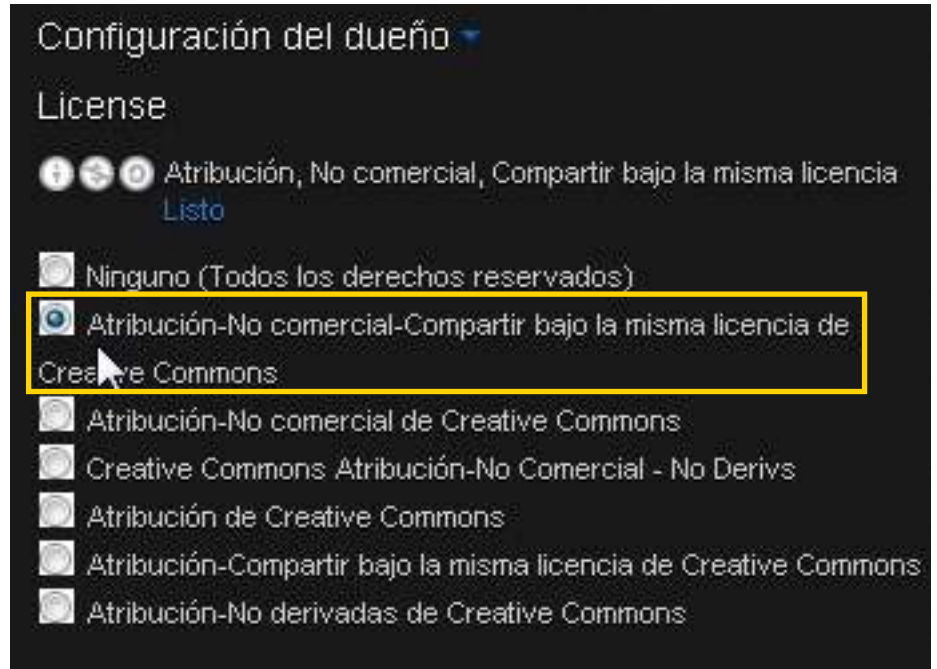 Configuración del dueño
License
Atribución, No comercial, Compartir bajo la misma licencia
Listo
Ninguno (Todos los derechos reservados)
Atribución-No comercial-Compartir bajo la misma licencia de
Creative Commons
Atribución-No comercial de Creative Commons
Creative Commons Atribución-No Comercial - No Derivs
Atribución de Creative Commons
Atribución-Compartir bajo la misma licencia de Creative Commons
Atribución-No derivadas de Creative Commons